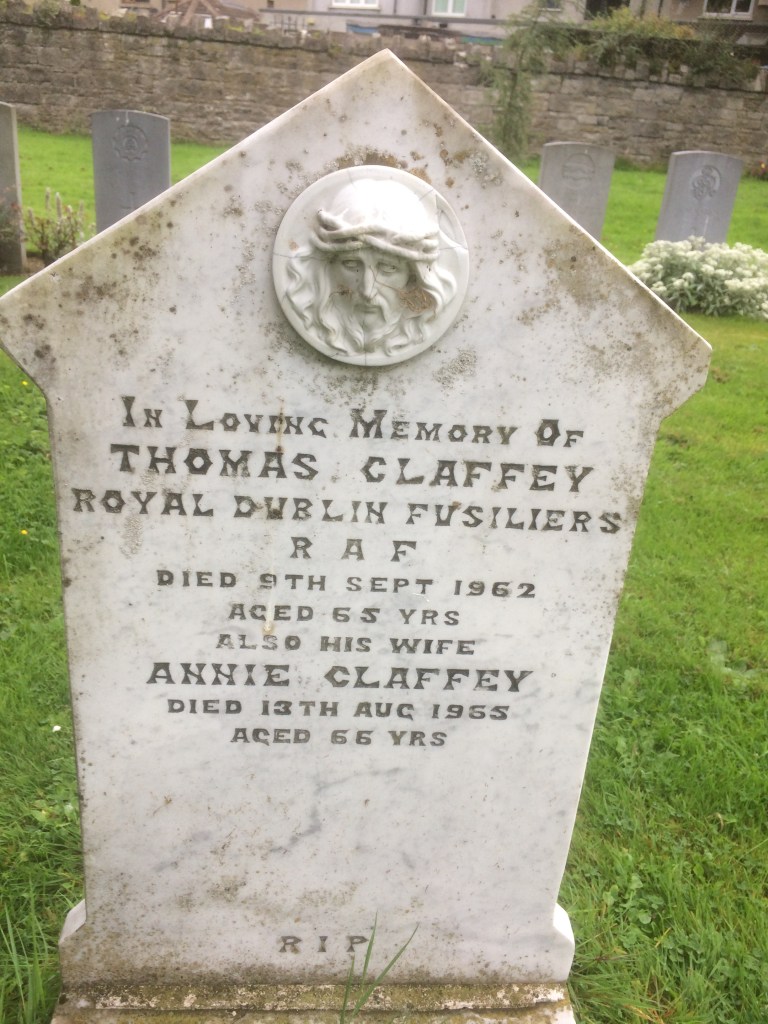 In Loving Memory Of
THOMAS CLAFFEY
ROYAL DUBLIN FUSILIERS
R A F
DIED 9TH SEPT 1962
AGED 65 YRS
ALSO HIS WIFE
ANNIE CLAFFEY
DIED 13TH AUG 1965
AGED 66 YRS
R I P